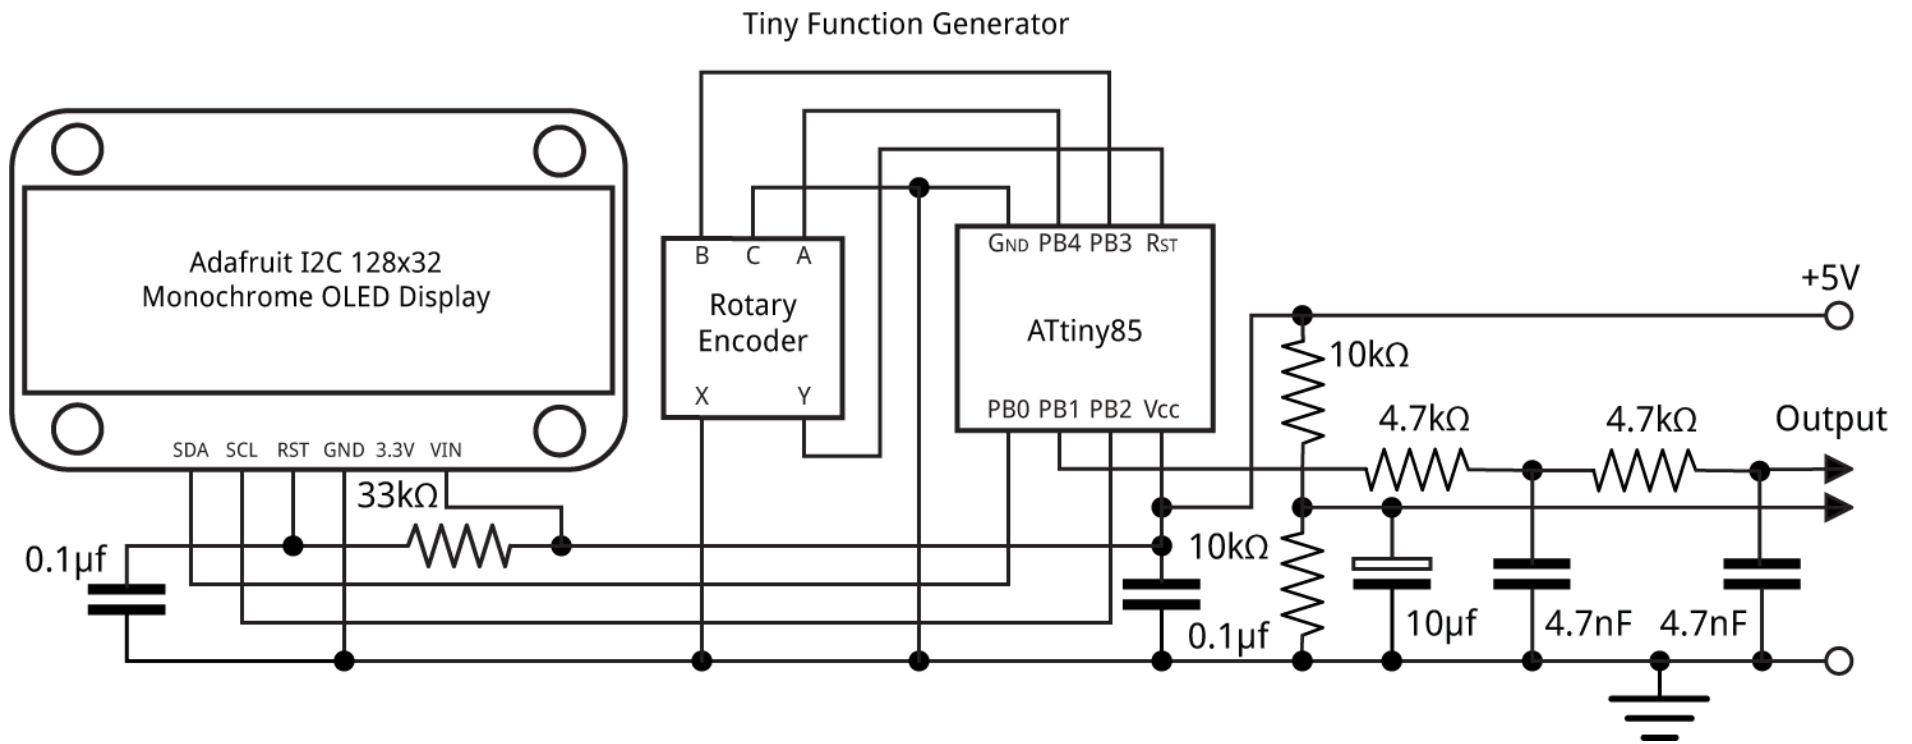 Tiny Function Generator
Adafruit I2C 128x32
Monochrome OLED Display
SDA SCL RST GND 3.3V VIN
33kΩ
0.1µf
B C A
Rotary
Encoder
X Y
GND PB4 PB3 RST
ATtiny85
PB0 PB1 PB2 Vcc
+5V
10kΩ
4.7kΩ
4.7kΩ
Output
10kΩ
0.1µf
10µf
4.7nF
4.7nF